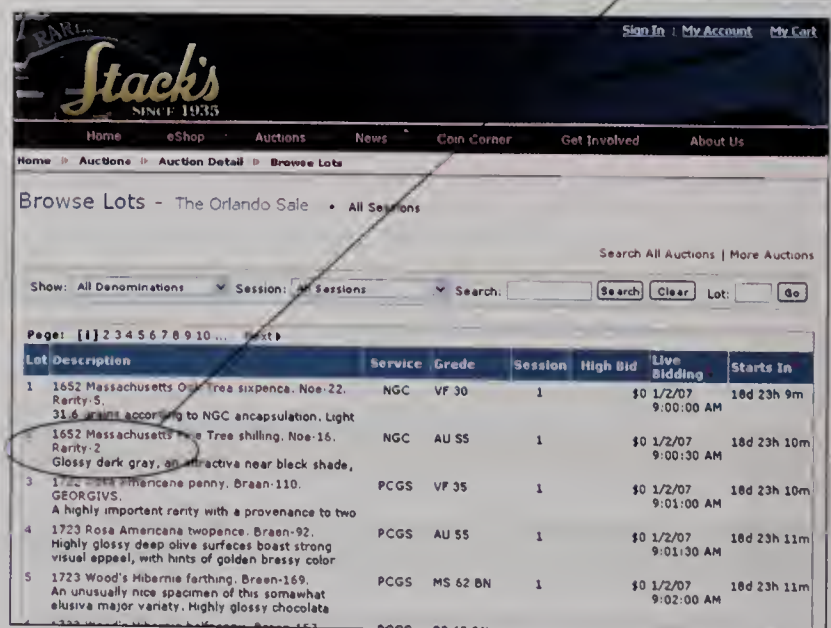 RARE
Stack's
SINCE 1935
Sign In : My Account My Cart
Home eShop Auctions News Coin Corner Get Involved About Us
Home Auctions Auction Detail Browse Lots
Browse Lots - The Orlando Sale • All Sessions
Search All Auctions | More Auctions
Show: All Denominations Session: All Sessions Search: Search Clear Lot: Go
Page: [1] 2 3 4 5 6 7 8 9 10 ... Next
Lot Description Service Grade Session High Bid Live Bidding Starts In
1 1652 Massachusetts Oak Tree sixpence. Noe-22. NGC VF 30 1 $0 1/2/07 18d 23h 9m
Rarity-5. 9:00:00 AM
31.6 grains according to NGC encapsulation. Light
1652 Massachusetts Pine Tree shilling. Noe-16. NGC AU 55 1 $0 1/2/07 18d 23h 10m
Rarity-2 9:00:30 AM
Glossy dark gray, an attractive near black shade,
3 Americana penny. Breen-110. PCGS VF 35 1 $0 1/2/07 18d 23h 10m
GEORGIVS. 9:01:00 AM
A highly important rarity with a provenance to two
4 1723 Rosa Americana twopence. Breen-92. PCGS AU 55 1 $0 1/2/07 18d 23h 11m
Highly glossy deep olive surfaces boast strong 9:01:30 AM
visual appeal, with hints of golden brassy color
5 1723 Wood's Hibernia farthing. Breen-169. PCGS MS 62 BN 1 $0 1/2/07 18d 23h 11m
An unusually nice specimen of this somewhat 9:02:00 AM
elusive major variety. Highly glossy chocolate